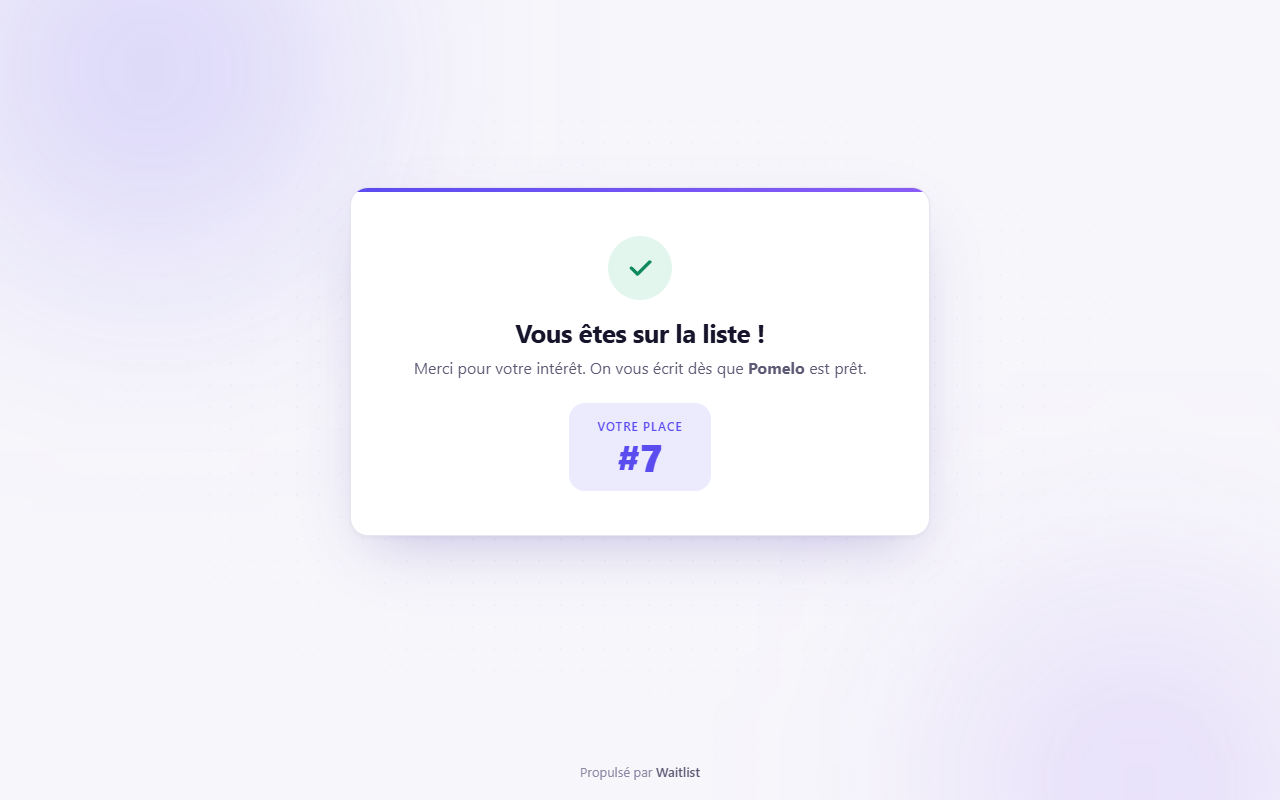 Vous êtes sur la liste !
Merci pour votre intérêt. On vous écrit dès que Pomelo est prêt.
VOTRE PLACE
#7
Propulsé par Waitlist